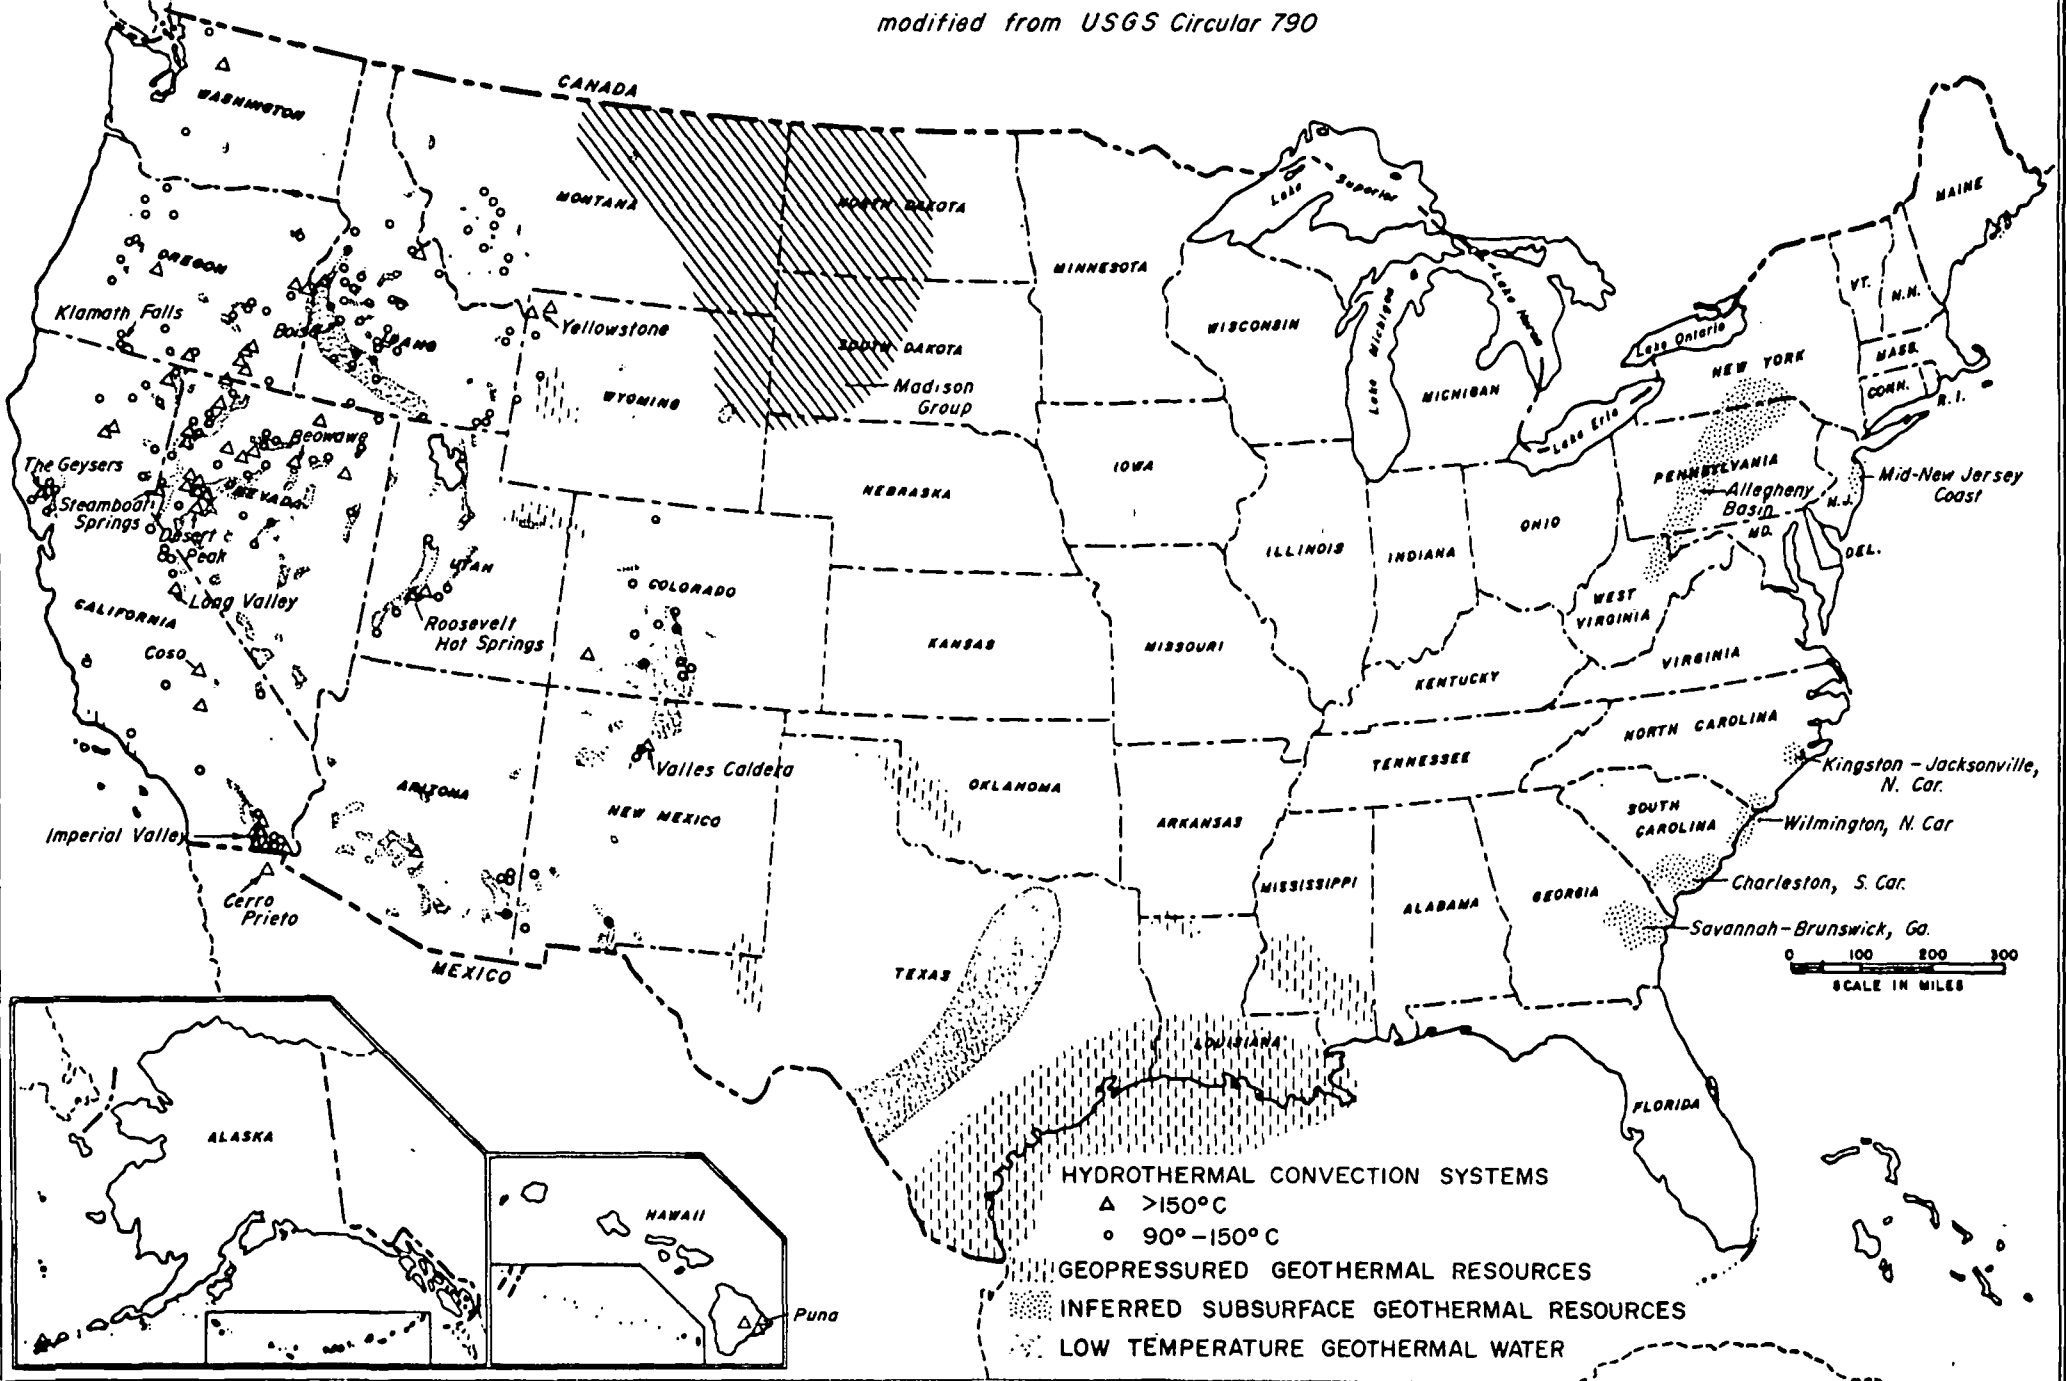 modified from USGS Circular 790
CANADA
WASHINGTON
MONTANA
NORTH DAKOTA
MINNESOTA
Lake Superior
MAINE
OREGON
Klamath Falls
Boise
IDAHO
Yellowstone
WYOMING
SOUTH DAKOTA
Madison
Group
WISCONSIN
Lake Michigan
Lake Huron
MICHIGAN
Lake Ontario
Lake Erie
NEW YORK
VT.
N.H.
MASS.
CONN.
R.I.
The Geysers
Beowawe
Steamboat
Springs
NEVADA
Desert
Peak
UTAH
Long Valley
CALIFORNIA
Roosevelt
Hot Springs
Coso
COLORADO
NEBRASKA
IOWA
KANSAS
MISSOURI
ILLINOIS
INDIANA
OHIO
PENNSYLVANIA
Allegheny
Basin
N.J.
Mid-New Jersey
Coast
MD.
DEL.
WEST
VIRGINIA
VIRGINIA
KENTUCKY
NORTH CAROLINA
TENNESSEE
Kingston - Jacksonville,
N. Car.
Wilmington, N. Car
SOUTH
CAROLINA
Charleston, S. Car.
Savannah-Brunswick, Ga.
0 100 200 300
SCALE IN MILES
Imperial Valley
Cerro
Prieto
ARIZONA
Valles Caldera
NEW MEXICO
OKLAHOMA
ARKANSAS
MISSISSIPPI
ALABAMA
GEORGIA
MEXICO
TEXAS
LOUISIANA
FLORIDA
ALASKA
HAWAII
Puna
HYDROTHERMAL CONVECTION SYSTEMS
>150°C
90°-150°C
GEOPRESSURED GEOTHERMAL RESOURCES
INFERRED SUBSURFACE GEOTHERMAL RESOURCES
LOW TEMPERATURE GEOTHERMAL WATER